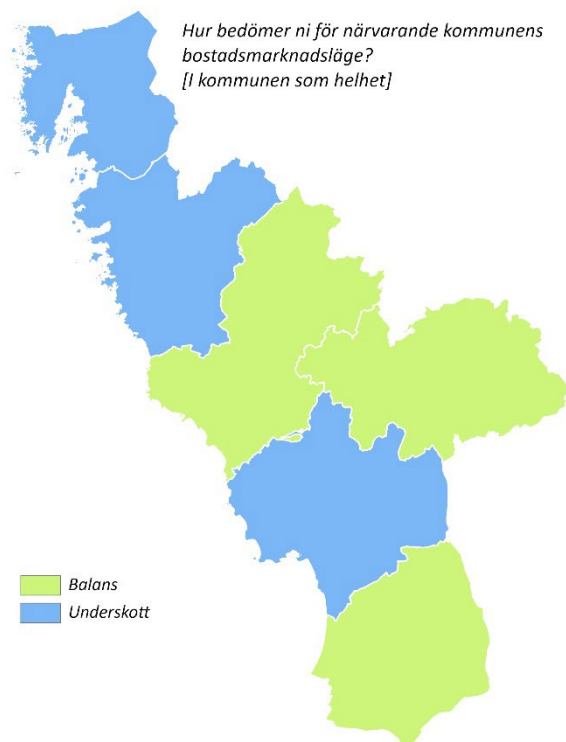 Hur bedömer ni för närvarande kommunens
bostadsmarknadsläge?
[I kommunen som helhet]
Balans
Underskott